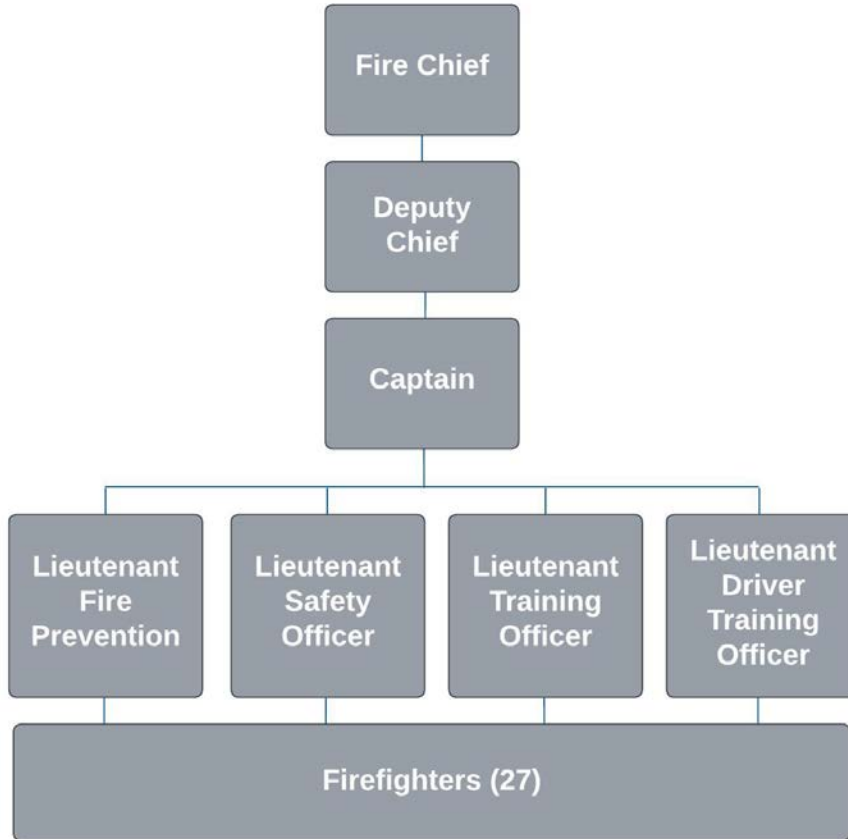 Fire Chief
Deputy
Chief
Captain
Lieutenant
Fire
Prevention
Lieutenant
Safety
Officer
Lieutenant
Training
Officer
Lieutenant
Driver
Training
Officer
Firefighters (27)